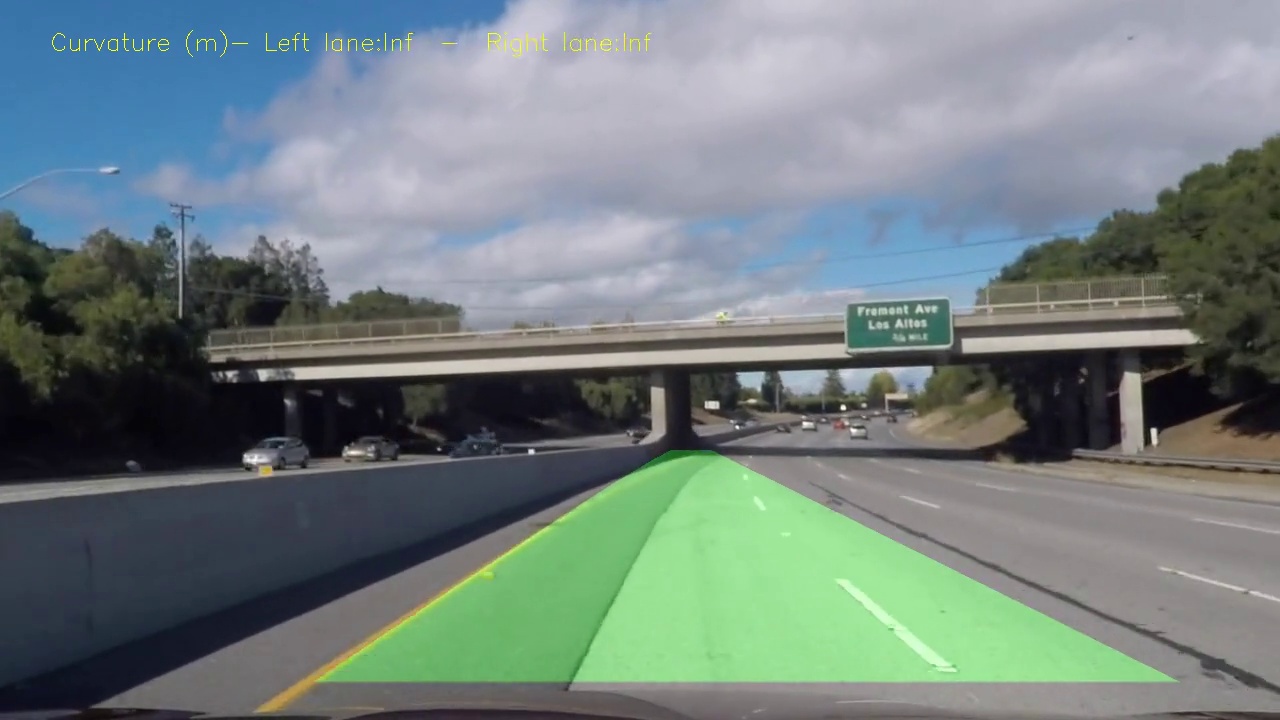 Curvature (m)- Left lane:Inf - Right lane:Inf
Fremont Ave
Los Altos
MILE